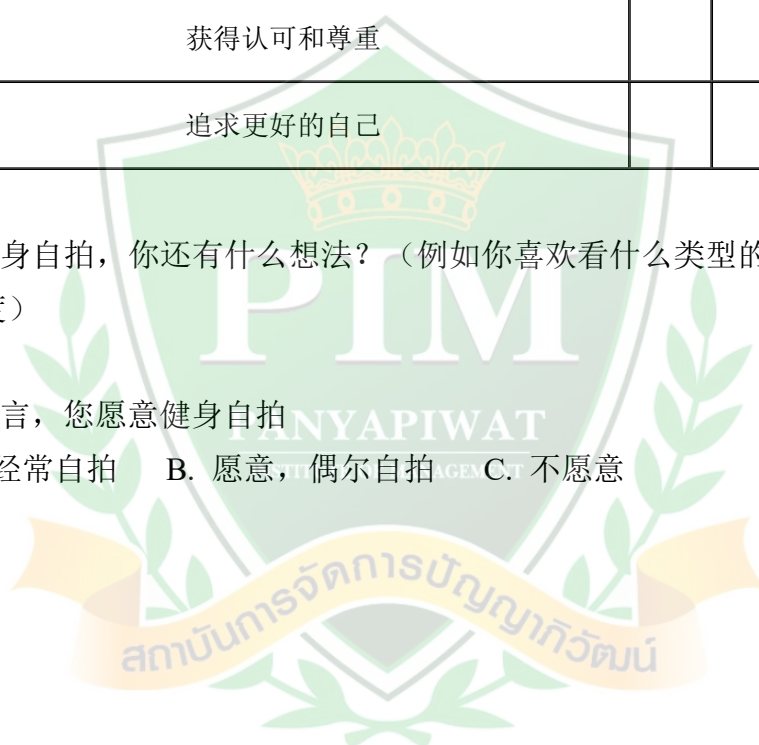 获得认可和尊重
追求更好的自己
身自拍，你还有什么想法？（例如你喜欢看什么类型的
度）
言，您愿意健身自拍
经常自拍 B. 愿意，偶尔自拍 C. 不愿意
PIM
PANYAPIWAT
INSTITUTE OF MANAGEMENT
สถาบันการจัดการปัญญาภิวัฒน์